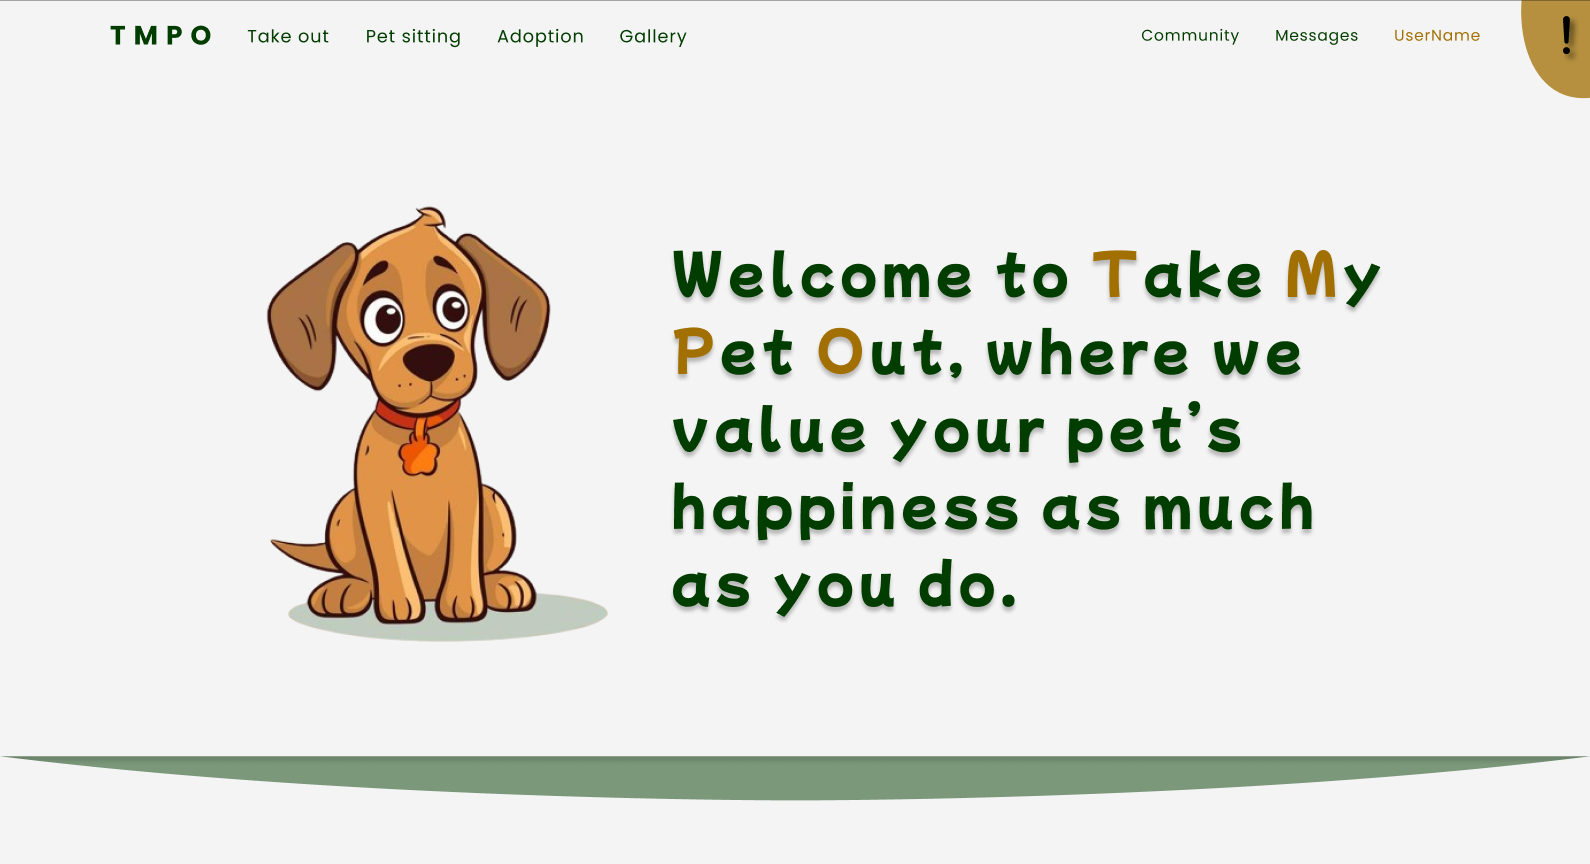 TMPO Take out Pet sitting Adoption Gallery Community Messages UserName !
Welcome to Take My
Pet Out, where we
value your pet’s
happiness as much
as you do.